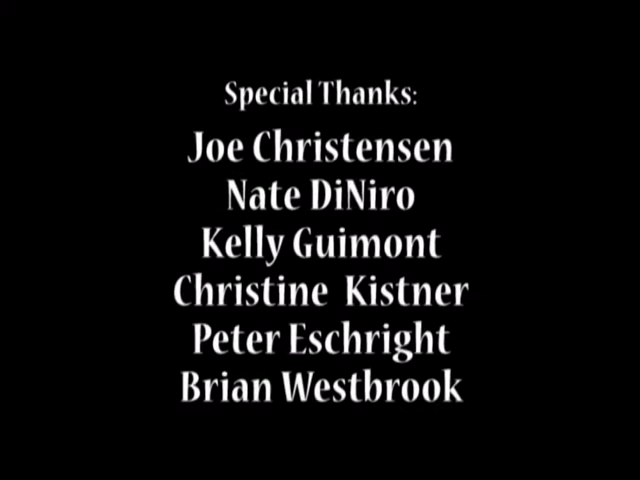 Special Thanks:
Joe Christensen
Nate DiNiro
Kelly Guimont
Christine Kistner
Peter Eschright
Brian Westbrook